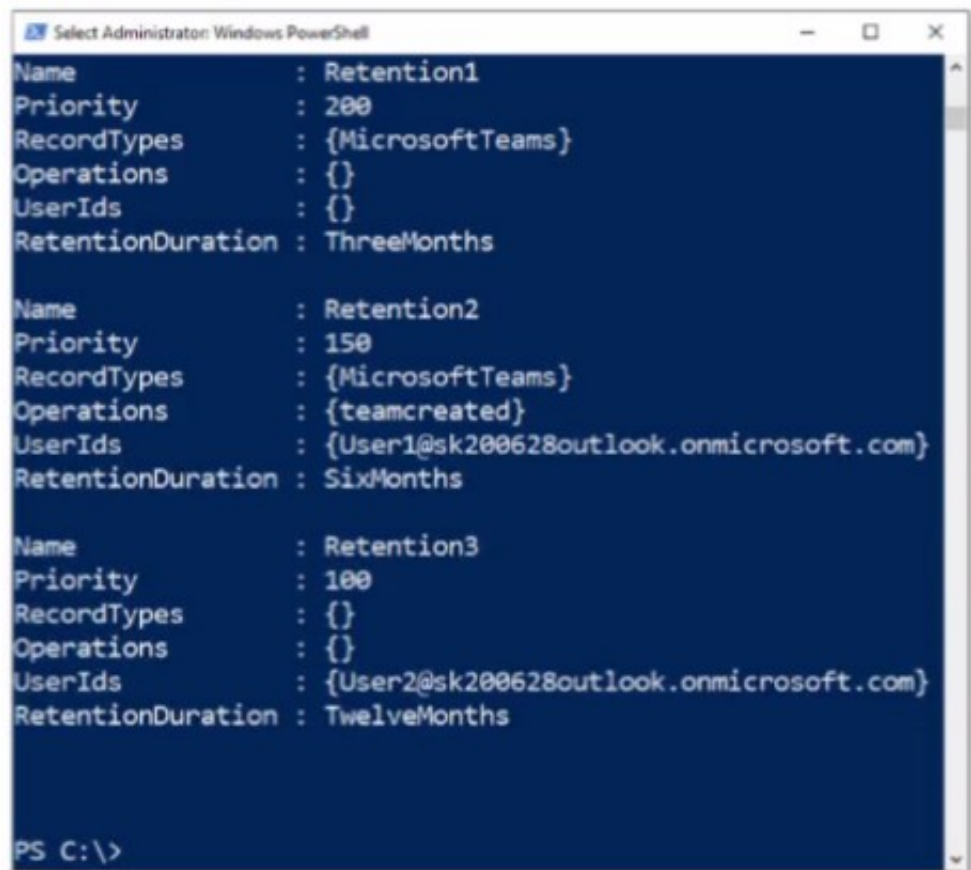 Select Administrator: Windows PowerShell
Name : Retention1
Priority : 200
RecordTypes : {MicrosoftTeams}
Operations : {}
UserIds : {}
RetentionDuration : ThreeMonths
Name : Retention2
Priority : 150
RecordTypes : {MicrosoftTeams}
Operations : {teamcreated}
UserIds : {User1@sk200628outlook.onmicrosoft.com}
RetentionDuration : SixMonths
Name : Retention3
Priority : 100
RecordTypes : {}
Operations : {}
UserIds : {User2@sk200628outlook.onmicrosoft.com}
RetentionDuration : TwelveMonths
PS C:\>